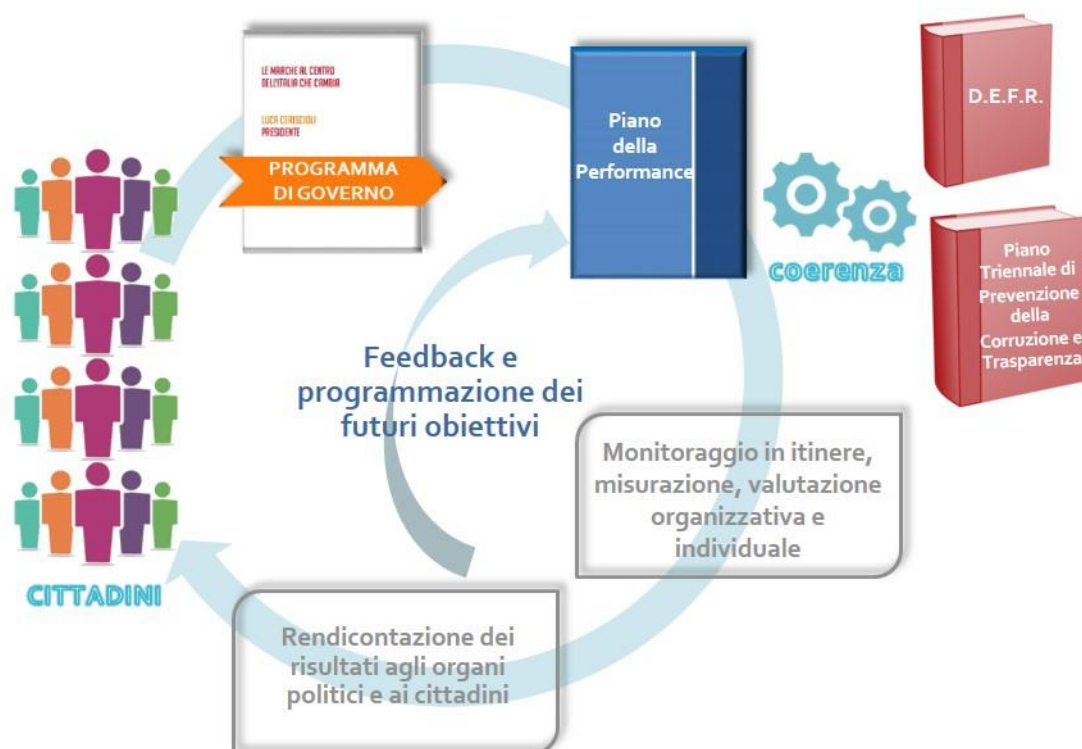 LE MARCHE AL CENTRO
DELL'ITALIA CHE CAMBIA
LUCA CERISCIOLI
PRESIDENTE
PROGRAMMA
DI GOVERNO
Piano
della
Performance
D.E.F.R.
coerenza
Piano
Triennale di
Prevenzione
della
Corruzione e
Trasparenza
Feedback e
programmazione dei
futuri obiettivi
Monitoraggio in itinere,
misurazione, valutazione
organizzativa e
individuale
CITTADINI
Rendicontazione dei
risultati agli organi
politici e ai cittadini